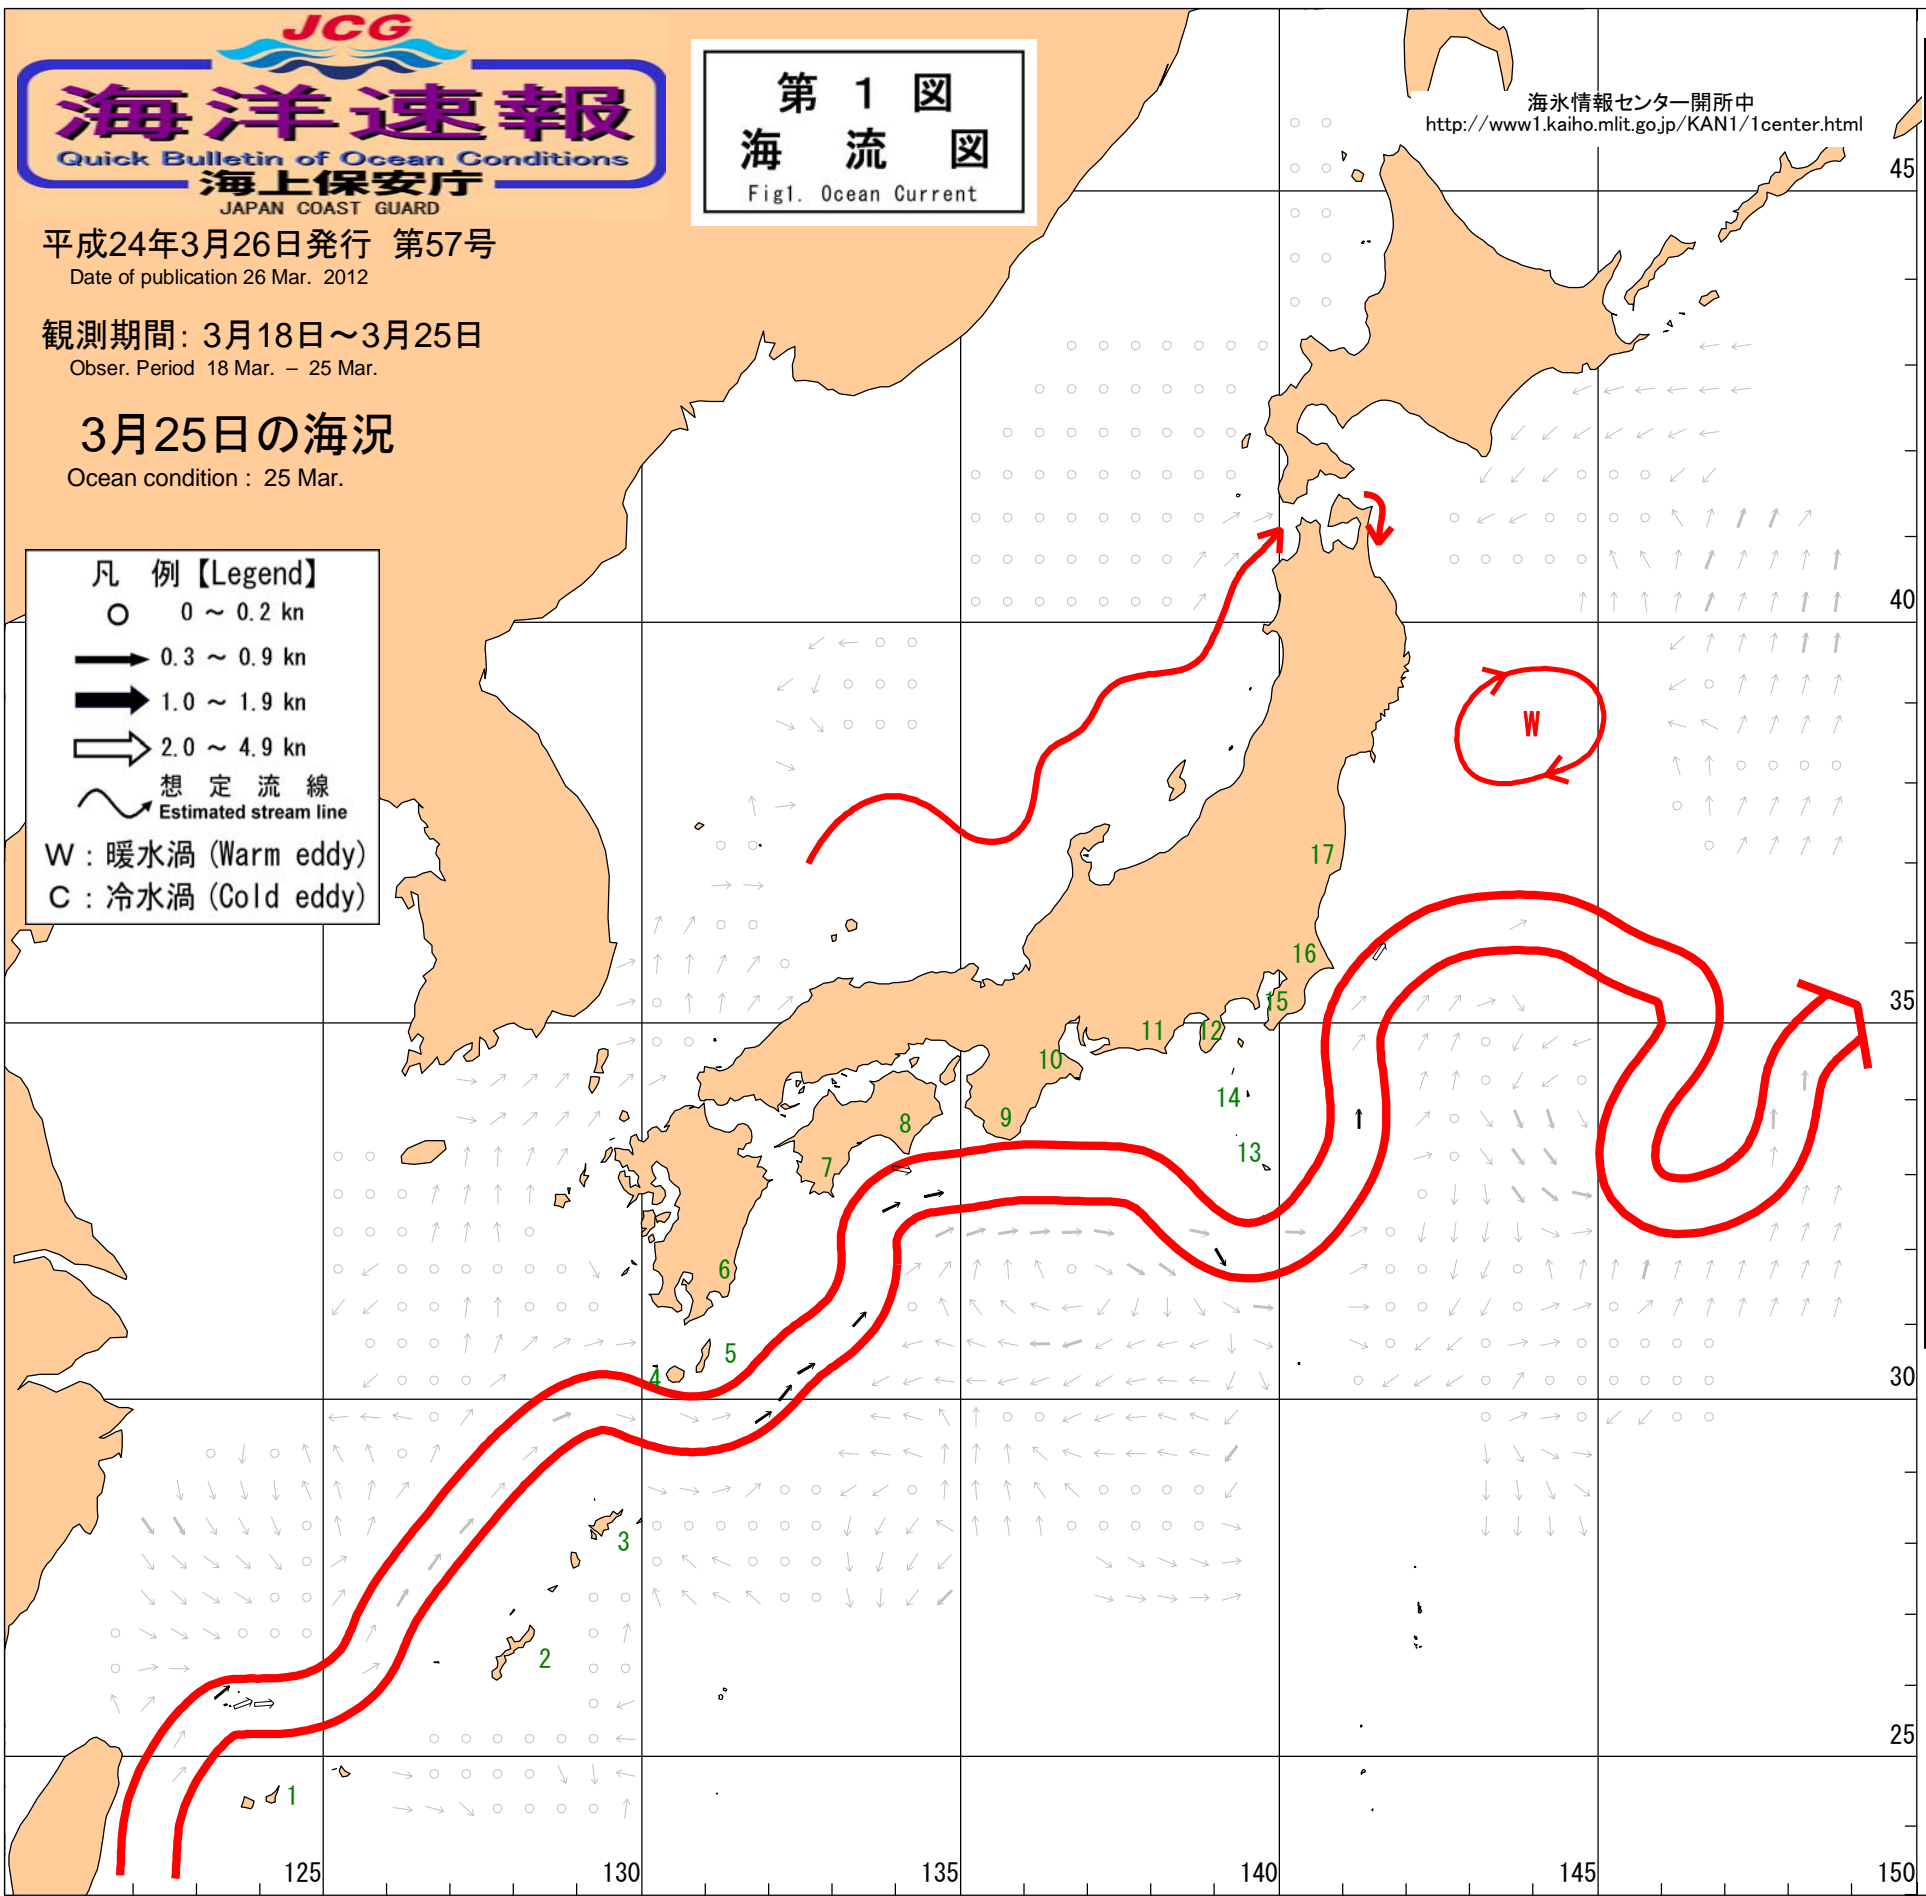 JCG
海洋速報
Quick Bulletin of Ocean Conditions
海上保安庁
JAPAN COAST GUARD
第 1 図
海 流 図
Fig1. Ocean Current
海氷情報センター開所中
http://www1.kaiho.mlit.go.jp/KAN1/1center.html
平成24年3月26日発行 第57号
Date of publication 26 Mar. 2012
観測期間: 3月18日～3月25日
Obser. Period 18 Mar. – 25 Mar.
3月25日の海況
Ocean condition : 25 Mar.
凡 例【Legend】
0 ～ 0.2 kn
0.3 ～ 0.9 kn
1.0 ～ 1.9 kn
2.0 ～ 4.9 kn
想 定 流 線
Estimated stream line
W : 暖水渦 (Warm eddy)
C : 冷水渦 (Cold eddy)
45
40
W
17
16
35
15
12
11
10
14
9
8
13
7
6
5
4
30
3
2
25
1
125
130
135
140
145
150